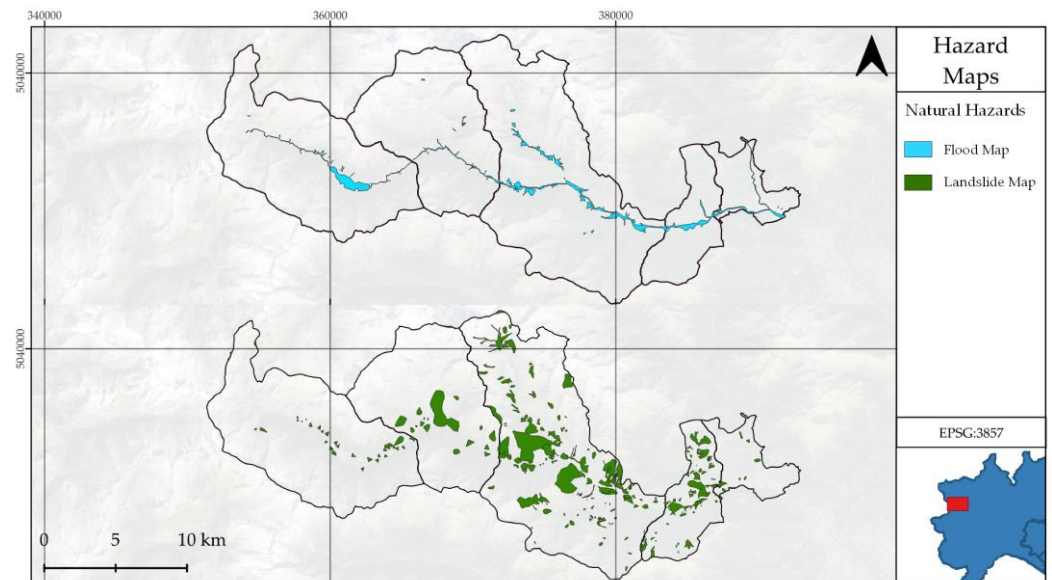 340000 360000 380000
5040000
5040000
0 5 10 km
Hazard
Maps
Natural Hazards
Flood Map
Landslide Map
EPSG:3857